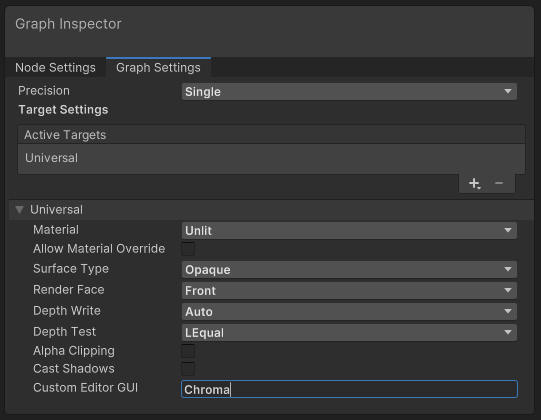 Graph Inspector
Node Settings Graph Settings
Precision Single
Target Settings
Active Targets
Universal
Universal
Material Unlit
Allow Material Override
Surface Type Opaque
Render Face Front
Depth Write Auto
Depth Test LEqual
Alpha Clipping
Cast Shadows
Custom Editor GUI Chroma